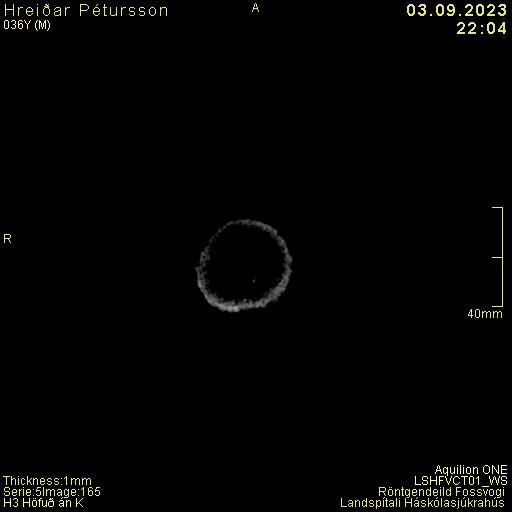 Hreiðar Pétursson
036Y (M)
A
03.09.2023
22:04
R
40mm
Thickness:1mm
Serie:5Image:165
H3 Höfuð án K
Aquilion ONE
LSHFVCT01_WS
Röntgendeild Fossvogi
Landspítali Háskólasjúkrahús